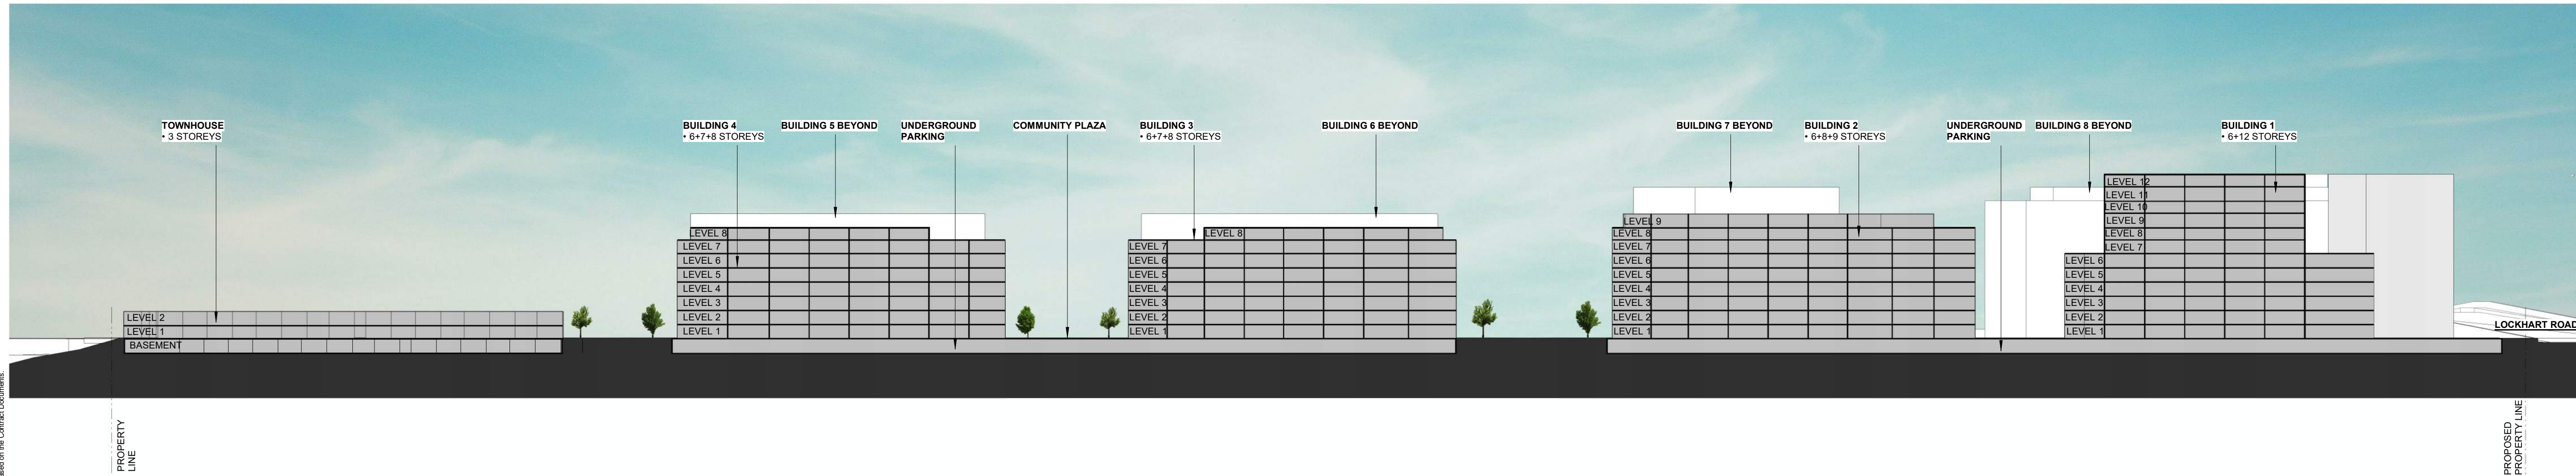 TOWNHOUSE
• 3 STOREYS
BUILDING 4
• 6+7+8 STOREYS
BUILDING 5 BEYOND
UNDERGROUND
PARKING
COMMUNITY PLAZA
BUILDING 3
• 6+7+8 STOREYS
BUILDING 6 BEYOND
BUILDING 7 BEYOND
BUILDING 2
• 6+8+9 STOREYS
UNDERGROUND
PARKING
BUILDING 8 BEYOND
BUILDING 1
• 6+12 STOREYS
LEVEL 2
LEVEL 1
BASEMENT
LEVEL 8
LEVEL 7
LEVEL 6
LEVEL 5
LEVEL 4
LEVEL 3
LEVEL 2
LEVEL 1
LEVEL 8
LEVEL 7
LEVEL 6
LEVEL 5
LEVEL 4
LEVEL 3
LEVEL 2
LEVEL 1
LEVEL 9
LEVEL 8
LEVEL 7
LEVEL 6
LEVEL 5
LEVEL 4
LEVEL 3
LEVEL 2
LEVEL 1
LEVEL 12
LEVEL 11
LEVEL 10
LEVEL 9
LEVEL 8
LEVEL 7
LEVEL 6
LEVEL 5
LEVEL 4
LEVEL 3
LEVEL 2
LEVEL 1
LOCKHART ROAD
on the Contract Documents.
PROPERTY
LINE
PROPOSED
PROPERTY LINE